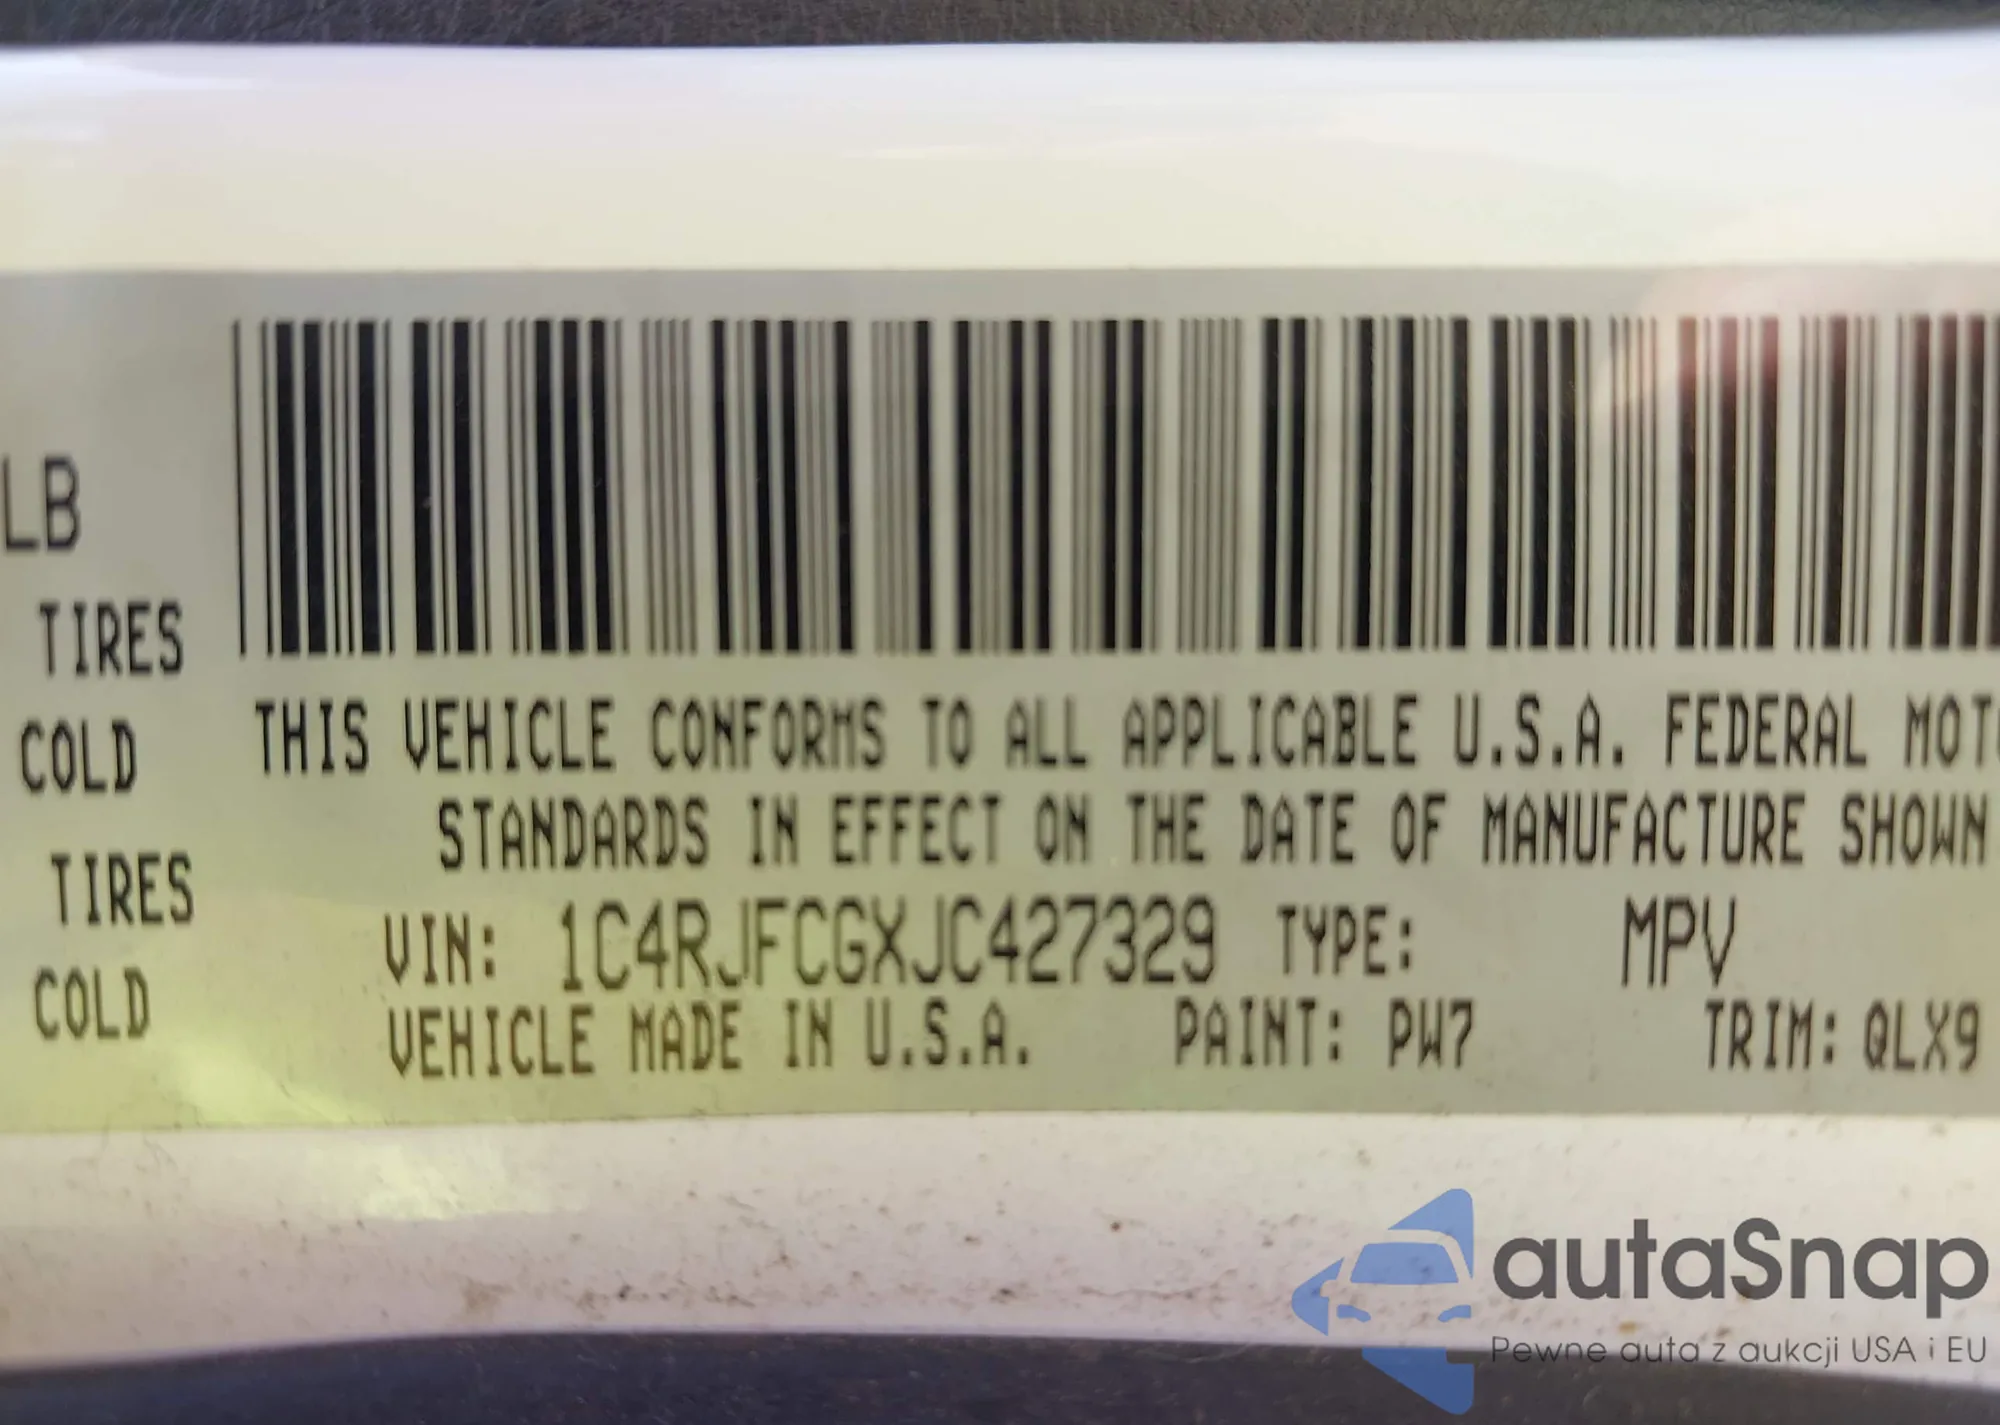 LB
TIRES
COLD
TIRES
COLD
THIS VEHICLE CONFORMS TO ALL APPLICABLE U.S.A. FEDERAL MOT
STANDARDS IN EFFECT ON THE DATE OF MANUFACTURE SHOWN
VIN: 1C4RJFCGXJC427329 TYPE: MPV
VEHICLE MADE IN U.S.A. PAINT: PW7 TRIM: QLX9
autaSnap
Pewne auta z aukcji USA i EU